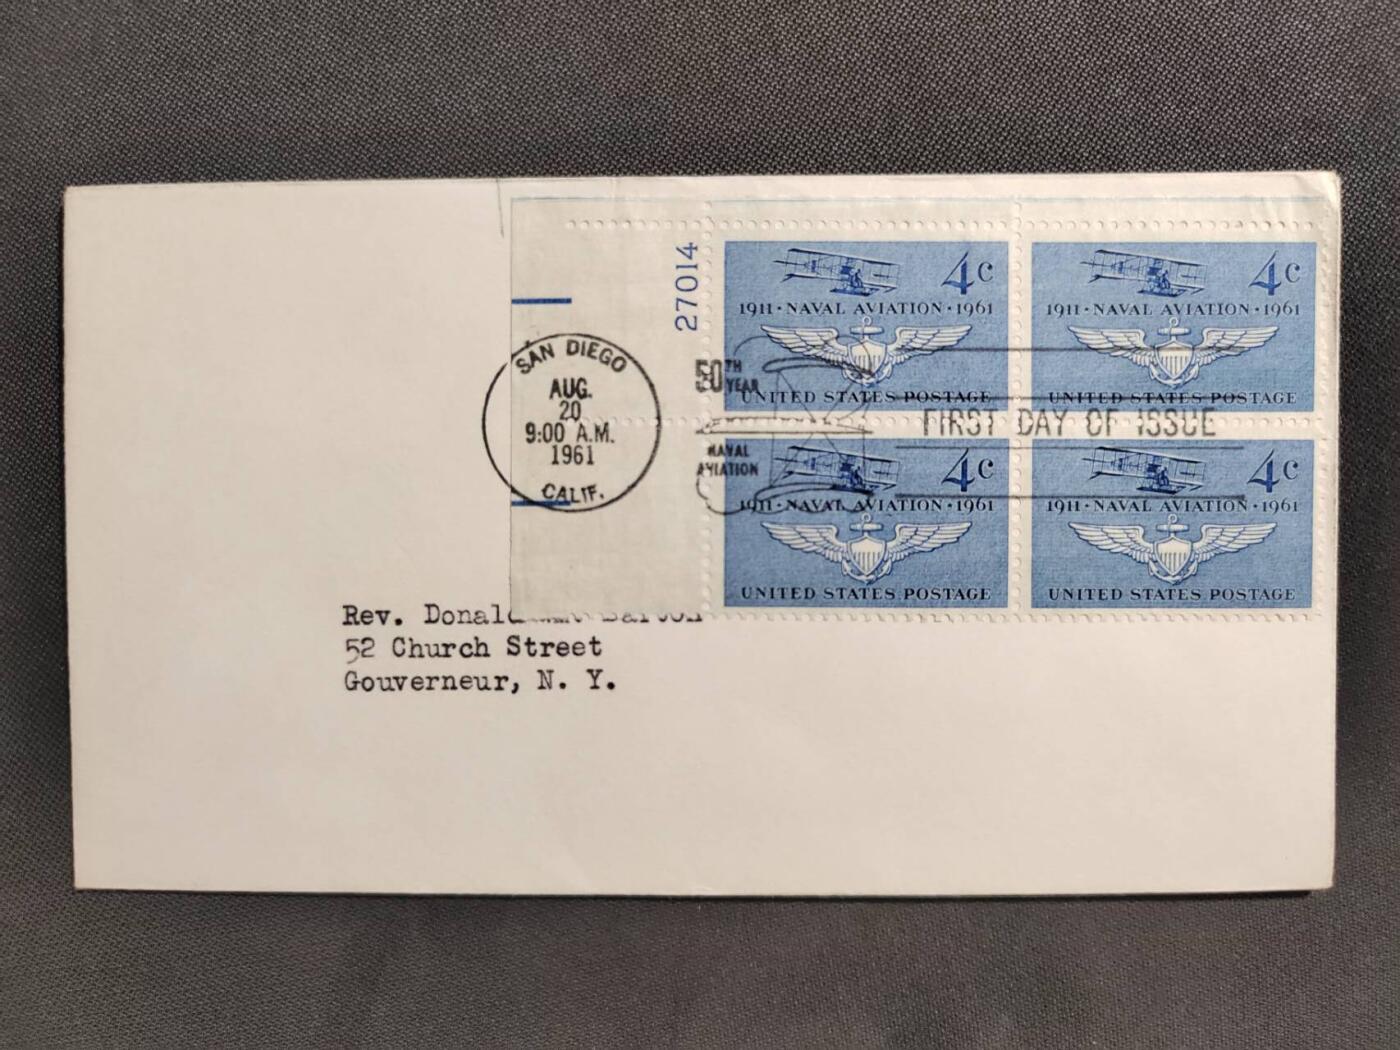 27014
4c
1911 · NAVAL AVIATION · 1961
UNITED STATES POSTAGE
4c
1911 · NAVAL AVIATION · 1961
UNITED STATES POSTAGE
SAN DIEGO
AUG.
20
9:00 A.M.
1961
CALIF.
50TH
YEAR
NAVAL
AVIATION
FIRST DAY OF ISSUE
4c
1911 · NAVAL AVIATION · 1961
UNITED STATES POSTAGE
4c
1911 · NAVAL AVIATION · 1961
UNITED STATES POSTAGE
Rev. Donald
52 Church Street
Gouverneur, N. Y.